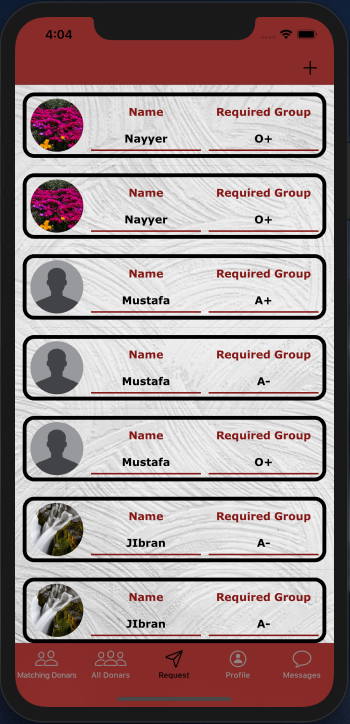 4:04
+
Name Required Group
Nayyer O+
Name Required Group
Nayyer O+
Name Required Group
Mustafa A+
Name Required Group
Mustafa A-
Name Required Group
Mustafa O+
Name Required Group
JIbran A-
Name Required Group
JIbran A-
Matching Donars All Donars Request Profile Messages